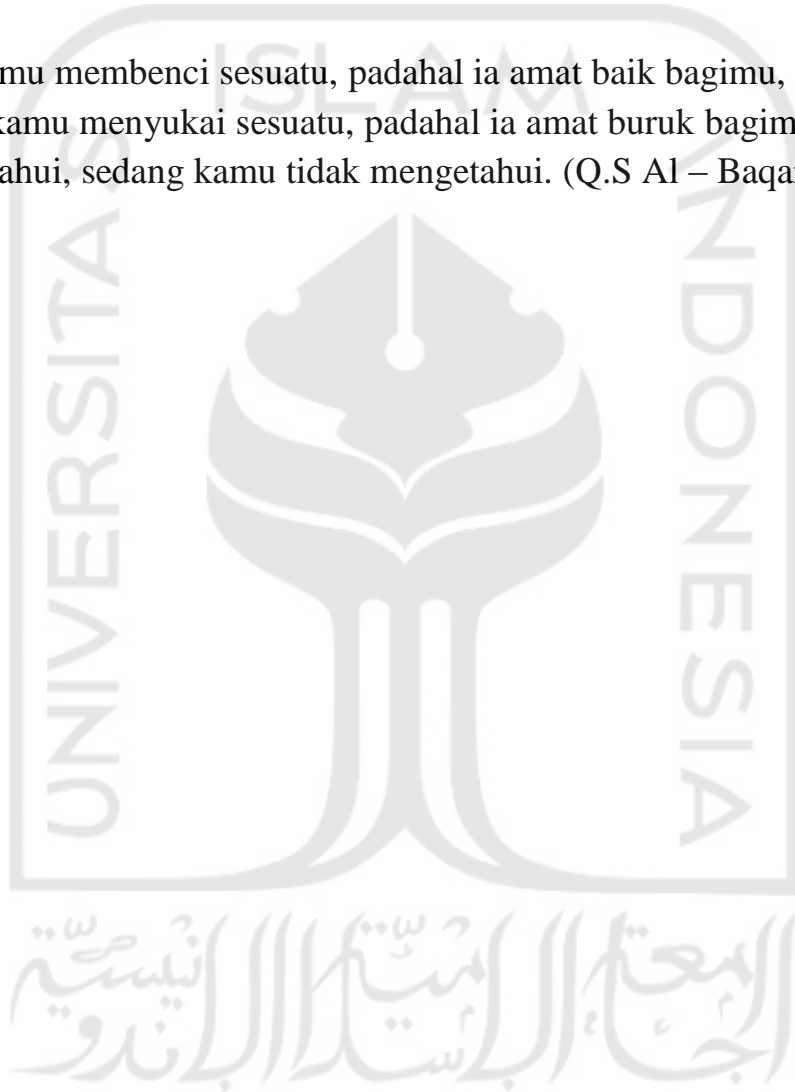 mu membenci sesuatu, padahal ia amat baik bagimu,
kamu menyukai sesuatu, padahal ia amat buruk bagim
ahui, sedang kamu tidak mengetahui. (Q.S Al – Baqa
ISLAM
UNIVERSITAS
INDONESIA